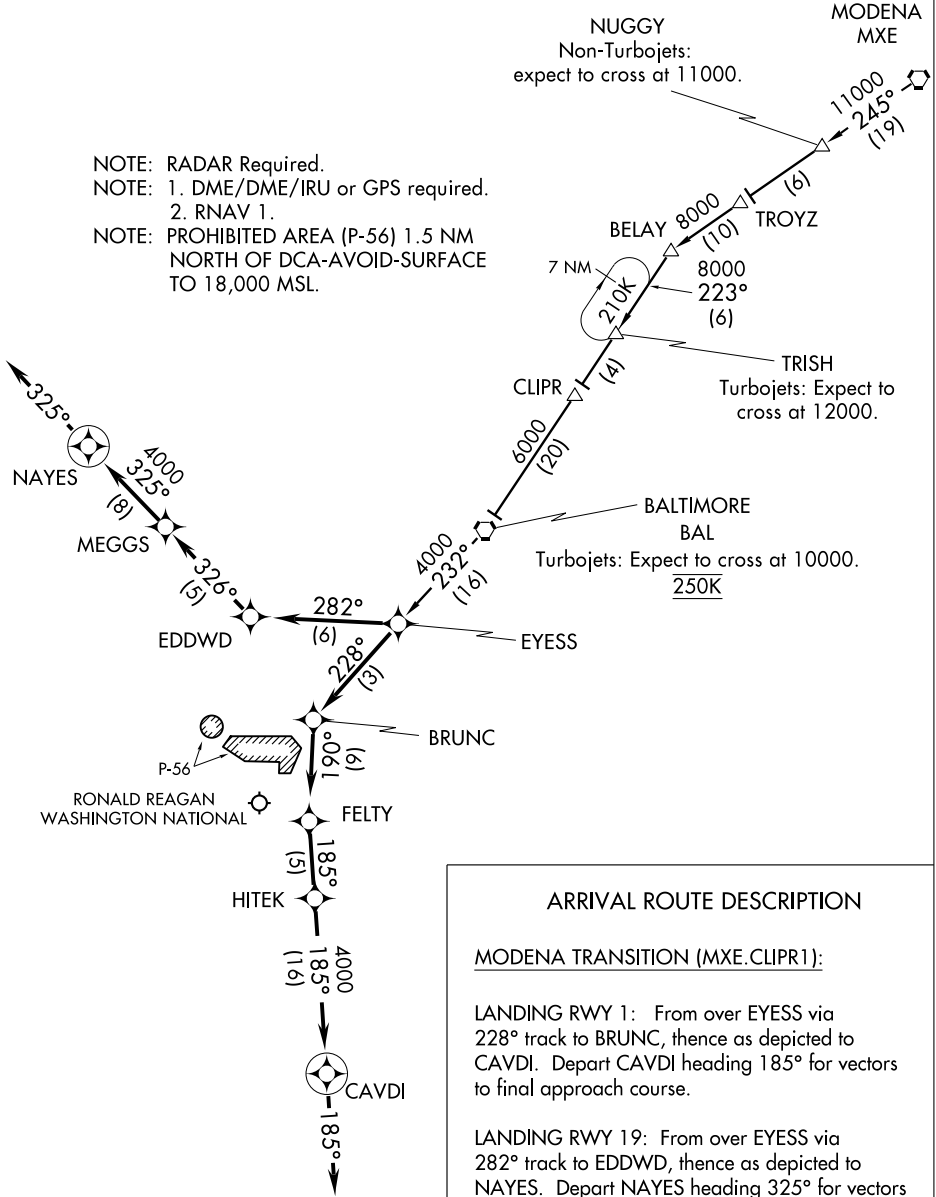 MODENA
MXE
NUGGY
Non-Turbojets:
expect to cross at 11000.
11000
245°
(19)
(6)
NOTE: RADAR Required.
NOTE: 1. DME/DME/IRU or GPS required.
2. RNAV 1.
NOTE: PROHIBITED AREA (P-56) 1.5 NM
NORTH OF DCA-AVOID-SURFACE
TO 18,000 MSL.
TROYZ
8000
(10)
BELAY
7 NM
210K
8000
223°
(6)
TRISH
Turbojets: Expect to
cross at 12000.
(4)
CLIPR
6000
(20)
BALTIMORE
BAL
Turbojets: Expect to cross at 10000.
250K
325°
NAYES
4000
325°
(8)
MEGGS
326°
(5)
EDDWD
4000
232°
(16)
282°
(6)
EYESS
228°
(3)
BRUNC
190°
(6)
P-56
RONALD REAGAN
WASHINGTON NATIONAL
FELTY
185°
(5)
HITEK
4000
185°
(16)
CAVDI
185°
ARRIVAL ROUTE DESCRIPTION
MODENA TRANSITION (MXE.CLIPR1):
LANDING RWY 1: From over EYESS via
228° track to BRUNC, thence as depicted to
CAVDI. Depart CAVDI heading 185° for vectors
to final approach course.
LANDING RWY 19: From over EYESS via
282° track to EDDWD, thence as depicted to
NAYES. Depart NAYES heading 325° for vectors